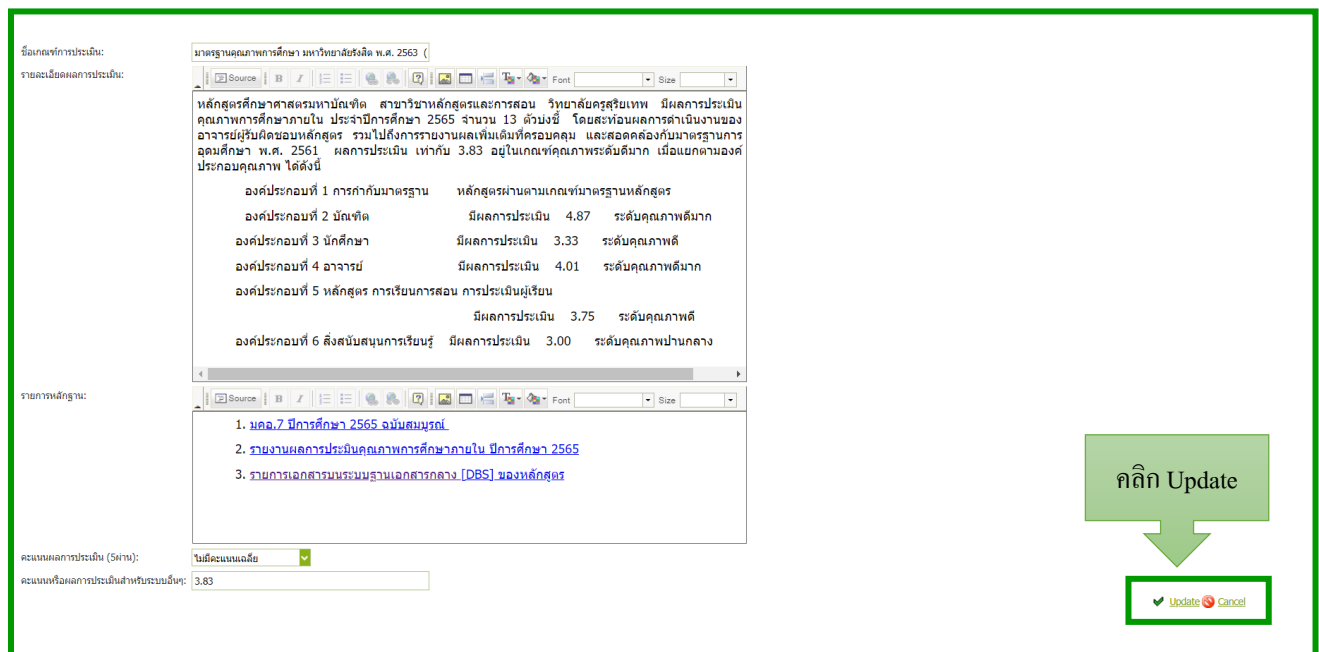 ชื่อเกณฑ์การประเมิน: มาตรฐานคุณภาพการศึกษา มหาวิทยาลัยรังสิต พ.ศ. 2563 (
รายละเอียดผลการประเมิน:
Source B I Font Size
หลักสูตรศึกษาศาสตรมหาบัณฑิต สาขาวิชาหลักสูตรและการสอน วิทยาลัยครูสุริยเทพ มีผลการประเมิน
คุณภาพการศึกษาภายใน ประจำปีการศึกษา 2565 จำนวน 13 ตัวบ่งชี้ โดยสะท้อนผลการดำเนินงานของ
อาจารย์ผู้รับผิดชอบหลักสูตร รวมไปถึงการรายงานผลเพิ่มเติมที่ครอบคลุม และสอดคล้องกับมาตรฐานการ
อุดมศึกษา พ.ศ. 2561 ผลการประเมิน เท่ากับ 3.83 อยู่ในเกณฑ์คุณภาพระดับดีมาก เมื่อแยกตามองค์
ประกอบคุณภาพ ได้ดังนี้
องค์ประกอบที่ 1 การกำกับมาตรฐาน หลักสูตรผ่านตามเกณฑ์มาตรฐานหลักสูตร
องค์ประกอบที่ 2 บัณฑิต มีผลการประเมิน 4.87 ระดับคุณภาพดีมาก
องค์ประกอบที่ 3 นักศึกษา มีผลการประเมิน 3.33 ระดับคุณภาพดี
องค์ประกอบที่ 4 อาจารย์ มีผลการประเมิน 4.01 ระดับคุณภาพดีมาก
องค์ประกอบที่ 5 หลักสูตร การเรียนการสอน การประเมินผู้เรียน
มีผลการประเมิน 3.75 ระดับคุณภาพดี
องค์ประกอบที่ 6 สิ่งสนับสนุนการเรียนรู้ มีผลการประเมิน 3.00 ระดับคุณภาพปานกลาง
รายการหลักฐาน:
Source B I Font Size
1. มคอ.7 ปีการศึกษา 2565 ฉบับสมบูรณ์
2. รายงานผลการประมินคุณภาพการศึกษาภายใน ปีการศึกษา 2565
3. รายการเอกสารบนระบบฐานเอกสารกลาง [DBS] ของหลักสูตร
คลิก Update
คะแนนผลการประเมิน (5ผ่าน): ไม่มีคะแนนเฉลี่ย
คะแนนหรือผลการประเมินสำหรับระบบอื่นๆ: 3.83
Update Cancel